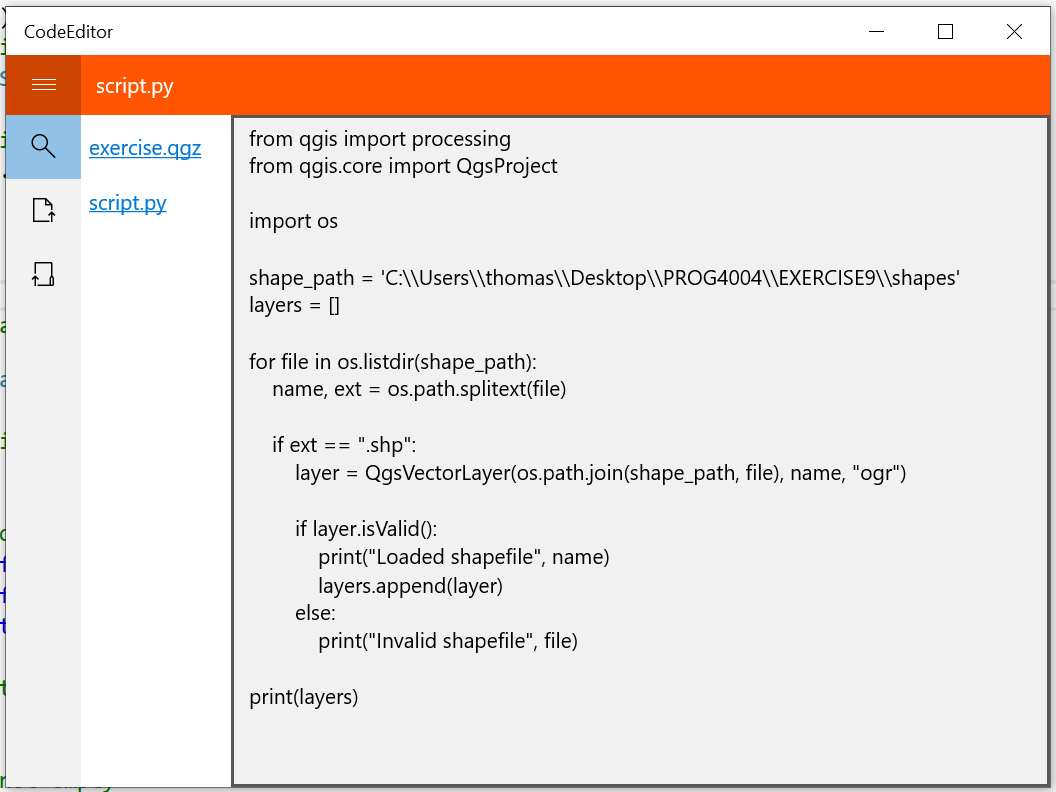 CodeEditor
script.py
exercise.qgz
script.py
from qgis import processing
from qgis.core import QgsProject
import os
shape_path = 'C:\\Users\\thomas\\Desktop\\PROG4004\\EXERCISE9\\shapes'
layers = []
for file in os.listdir(shape_path):
    name, ext = os.path.splitext(file)
    if ext == ".shp":
        layer = QgsVectorLayer(os.path.join(shape_path, file), name, "ogr")
        if layer.isValid():
            print("Loaded shapefile", name)
            layers.append(layer)
        else:
            print("Invalid shapefile", file)
print(layers)